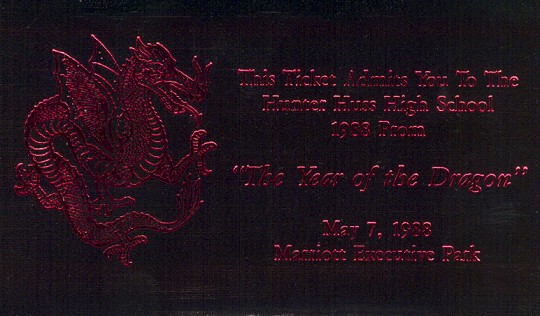 This Ticket Admits You To The
Hunter Huss High School
1988 Prom
"The Year of the Dragon"
May 7, 1988
Marriott Executive Park